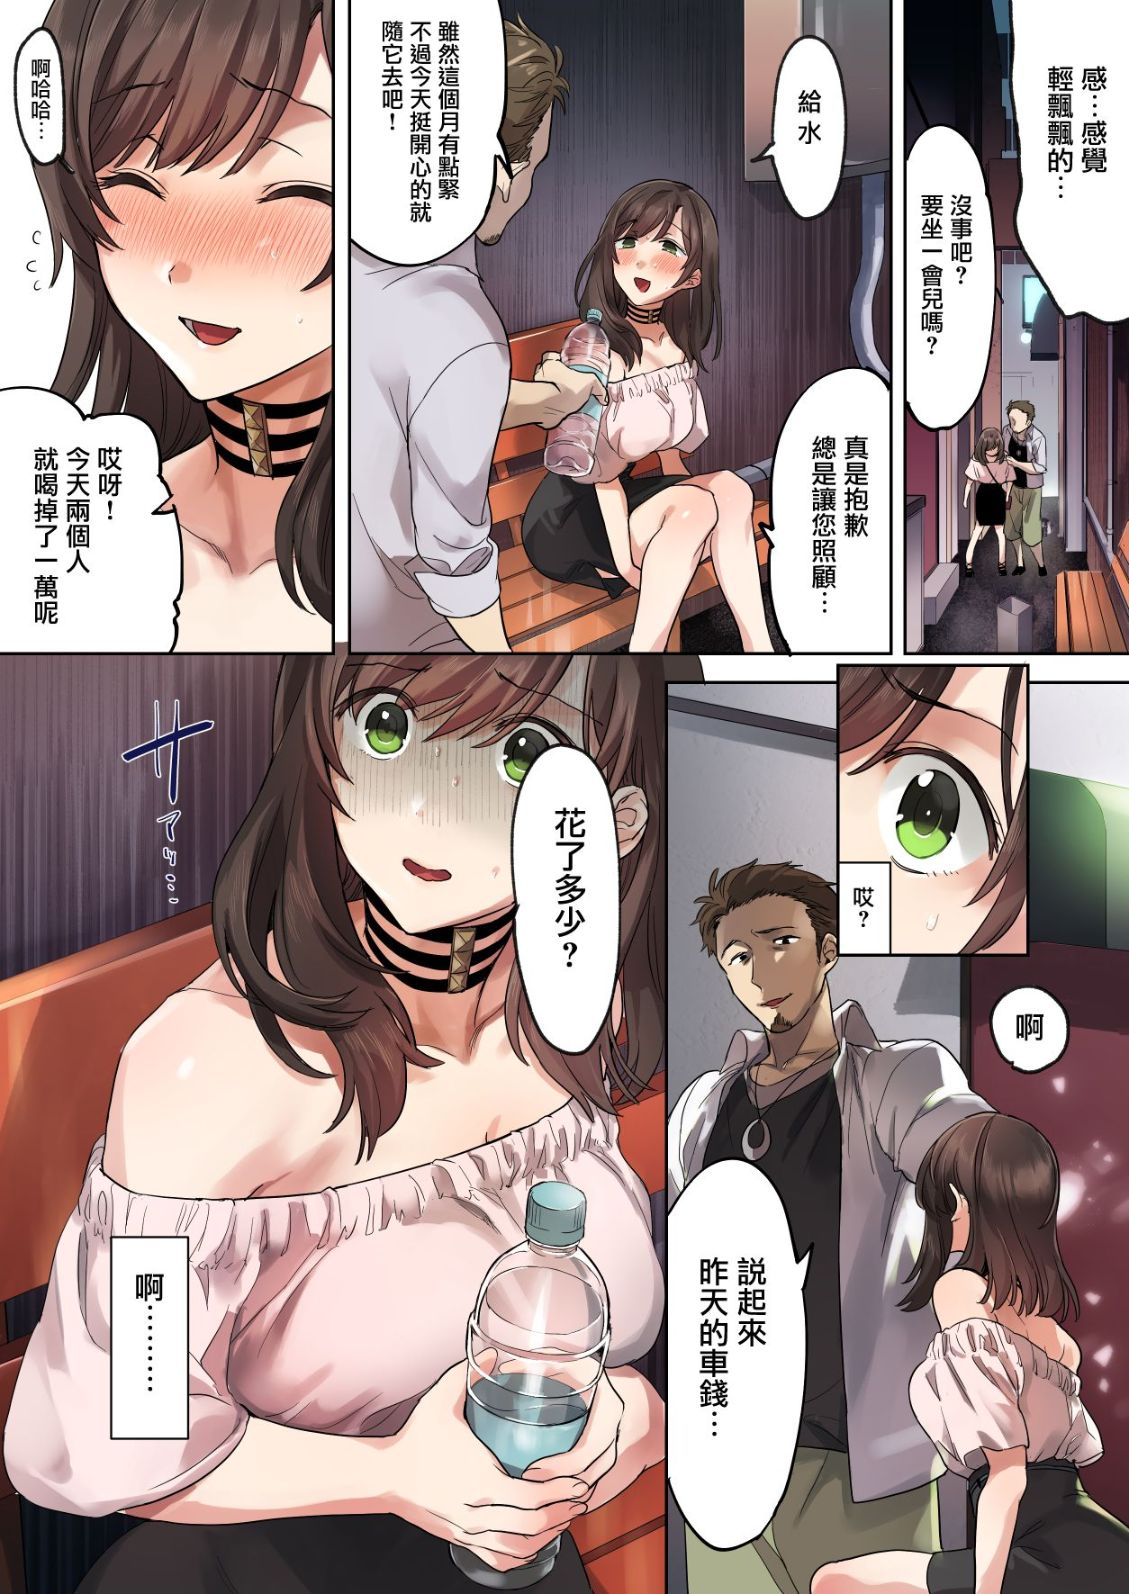 感…感覺
輕飄飄的…
沒事吧？
要坐一會兒嗎？
給水
真是抱歉
總是讓您照顧…
雖然這個月有點緊
不過今天挺開心的就
隨它去吧！
啊哈哈…
哎呀！
今天兩個人
就喝掉了一萬呢
哎？
啊
説起來
昨天的車錢…
花了多少？
サアッ…
啊………